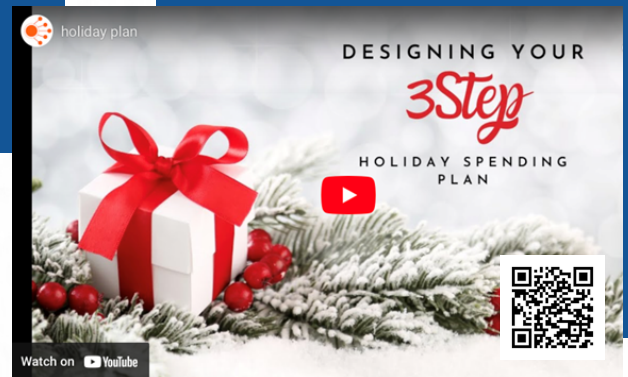 holiday plan
DESIGNING YOUR
3Step
HOLIDAY SPENDING
PLAN
Watch on YouTube